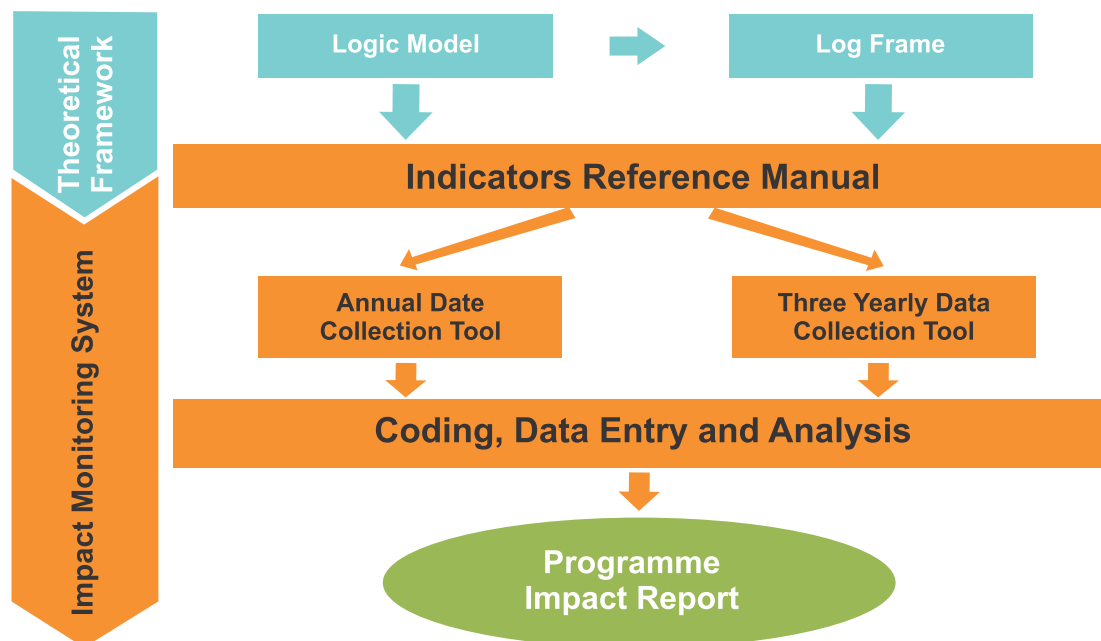 Theoretical
Framework
Logic Model
Log Frame
Indicators Reference Manual
Impact Monitoring System
Annual Date
Collection Tool
Three Yearly Data
Collection Tool
Coding, Data Entry and Analysis
Programme
Impact Report